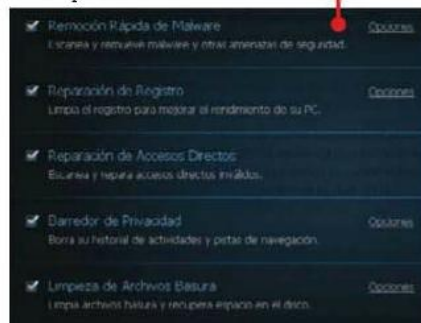 Remoción Rápida de Malware Opciones
Escanea y remueve malware y otras amenazas de seguridad.
Reparación de Registro Opciones
Limpia el registro para mejorar el rendimiento de su PC.
Reparación de Accesos Directos
Escanea y repara accesos directos inválidos.
Barredor de Privacidad Opciones
Borra su historial de actividades y pistas de navegación.
Limpieza de Archivos Basura Opciones
Limpia archivos basura y recupera espacio en el disco.